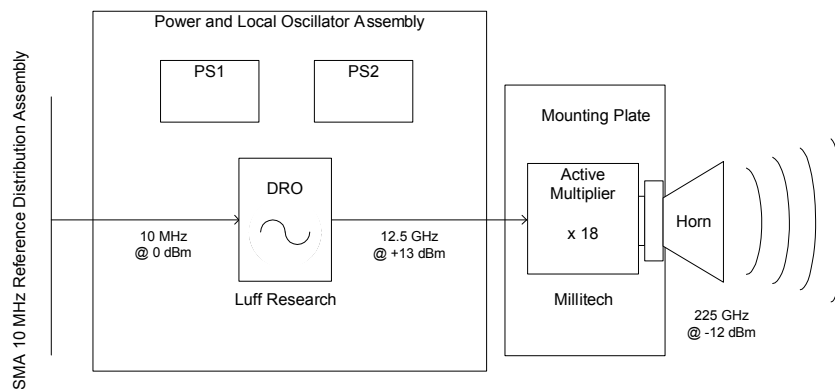 SMA 10 MHz Reference Distribution Assembly
Power and Local Oscillator Assembly
PS1
PS2
DRO
10 MHz
@ 0 dBm
12.5 GHz
@ +13 dBm
Luff Research
Mounting Plate
Active
Multiplier
x 18
Horn
Millitech
225 GHz
@ -12 dBm